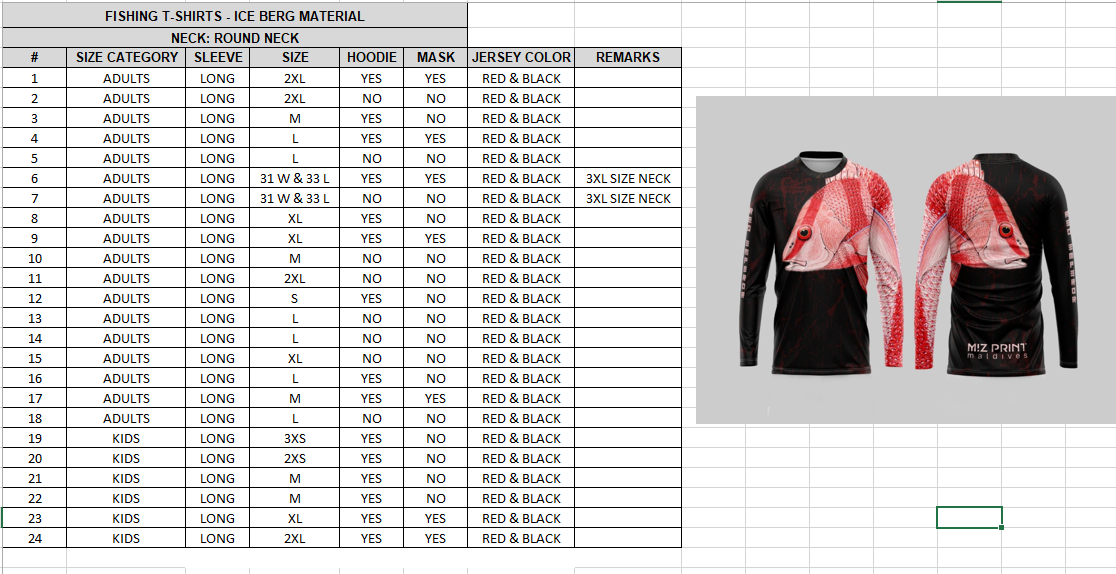 FISHING T-SHIRTS - ICE BERG MATERIAL
NECK: ROUND NECK
# SIZE CATEGORY SLEEVE SIZE HOODIE MASK JERSEY COLOR REMARKS
1 ADULTS LONG 2XL YES YES RED & BLACK
2 ADULTS LONG 2XL NO NO RED & BLACK
3 ADULTS LONG M YES NO RED & BLACK
4 ADULTS LONG L YES YES RED & BLACK
5 ADULTS LONG L NO NO RED & BLACK
6 ADULTS LONG 31 W & 33 L YES YES RED & BLACK 3XL SIZE NECK
7 ADULTS LONG 31 W & 33 L NO NO RED & BLACK 3XL SIZE NECK
8 ADULTS LONG XL YES NO RED & BLACK
9 ADULTS LONG XL YES YES RED & BLACK
10 ADULTS LONG M NO NO RED & BLACK
11 ADULTS LONG 2XL NO NO RED & BLACK
12 ADULTS LONG S YES NO RED & BLACK
13 ADULTS LONG L NO NO RED & BLACK
14 ADULTS LONG L NO NO RED & BLACK
15 ADULTS LONG XL NO NO RED & BLACK
16 ADULTS LONG L YES NO RED & BLACK
17 ADULTS LONG M YES YES RED & BLACK
18 ADULTS LONG L NO NO RED & BLACK
19 KIDS LONG 3XS YES NO RED & BLACK
20 KIDS LONG 2XS YES NO RED & BLACK
21 KIDS LONG M YES NO RED & BLACK
22 KIDS LONG M YES NO RED & BLACK
23 KIDS LONG XL YES YES RED & BLACK
24 KIDS LONG 2XL YES YES RED & BLACK
M!Z PRINT
maldives